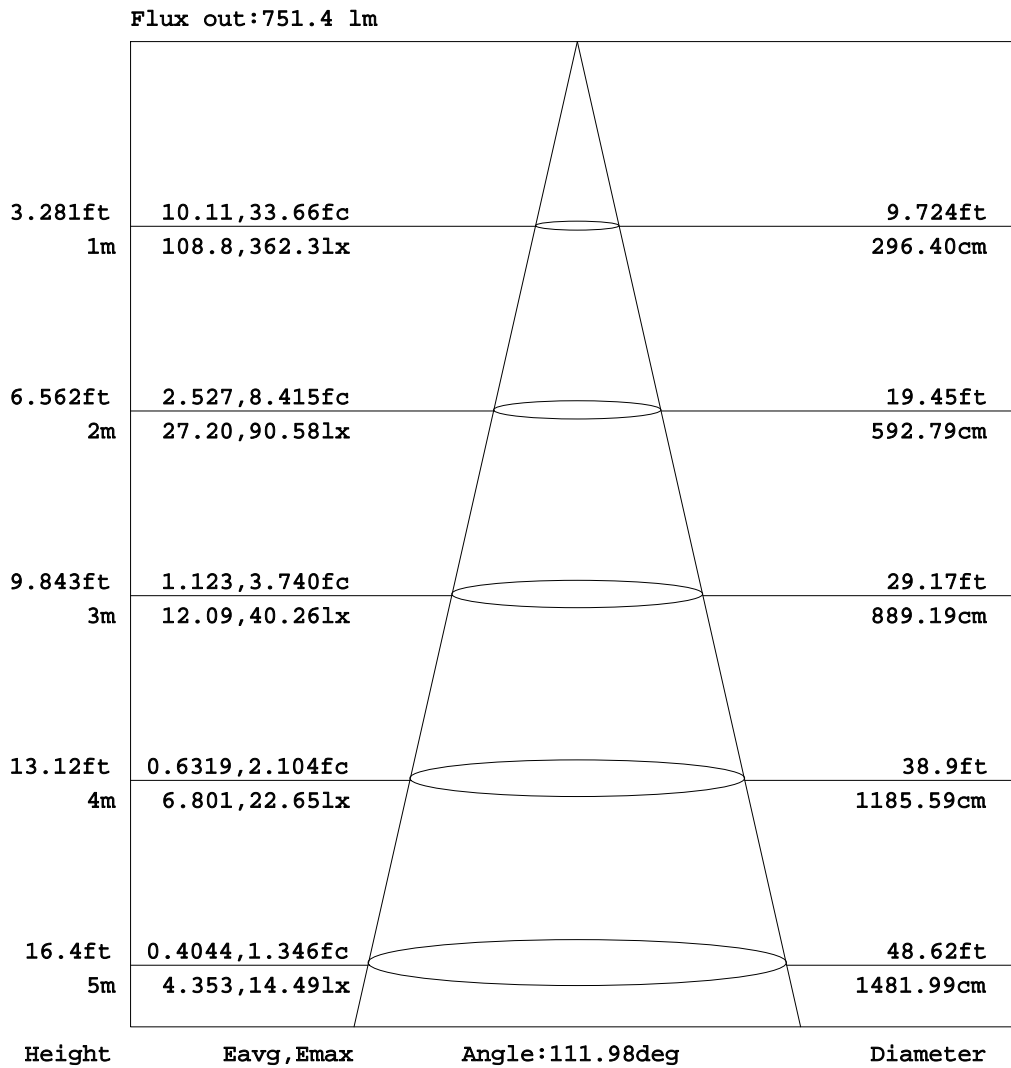 Flux out:751.4 lm
3.281ft 10.11,33.66fc 9.724ft
1m 108.8,362.3lx 296.40cm
6.562ft 2.527,8.415fc 19.45ft
2m 27.20,90.58lx 592.79cm
9.843ft 1.123,3.740fc 29.17ft
3m 12.09,40.26lx 889.19cm
13.12ft 0.6319,2.104fc 38.9ft
4m 6.801,22.65lx 1185.59cm
16.4ft 0.4044,1.346fc 48.62ft
5m 4.353,14.49lx 1481.99cm
Height Eavg,Emax Angle:111.98deg Diameter